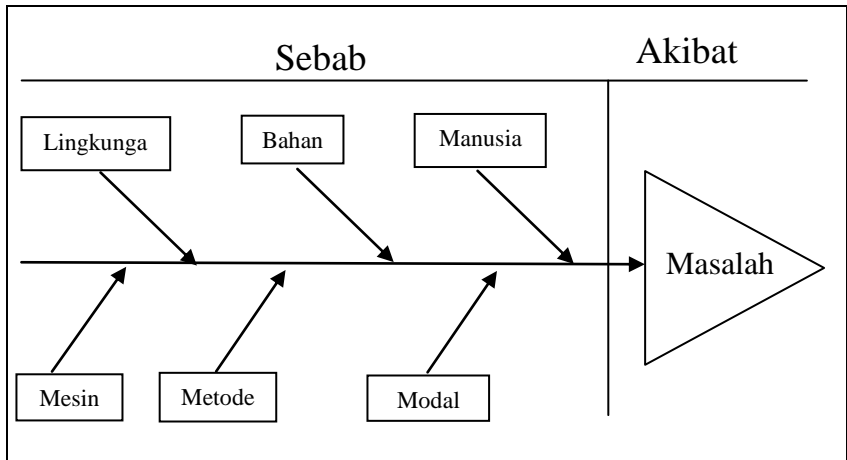 Sebab
Akibat
Lingkunga
Bahan
Manusia
Masalah
Mesin
Metode
Modal